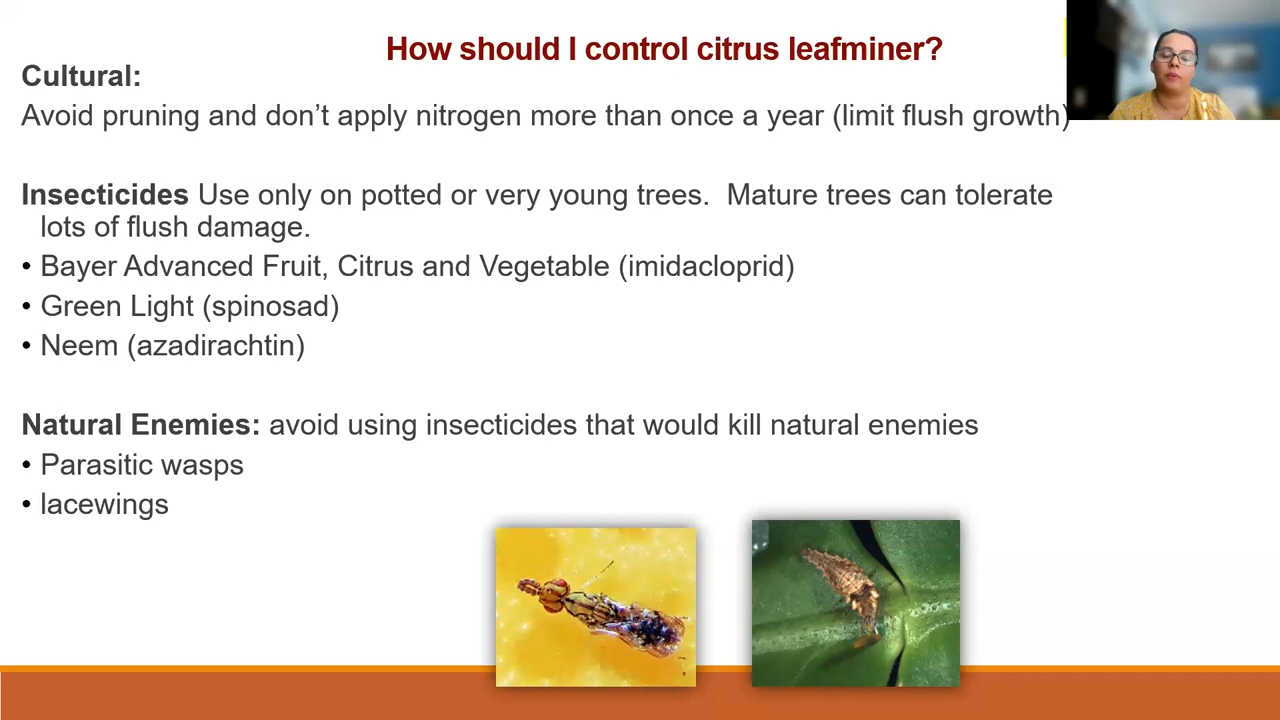 How should I control citrus leafminer?
Cultural:
Avoid pruning and don’t apply nitrogen more than once a year (limit flush growth)
Insecticides Use only on potted or very young trees.  Mature trees can tolerate
lots of flush damage.
• Bayer Advanced Fruit, Citrus and Vegetable (imidacloprid)
• Green Light (spinosad)
• Neem (azadirachtin)
Natural Enemies: avoid using insecticides that would kill natural enemies
• Parasitic wasps
• lacewings